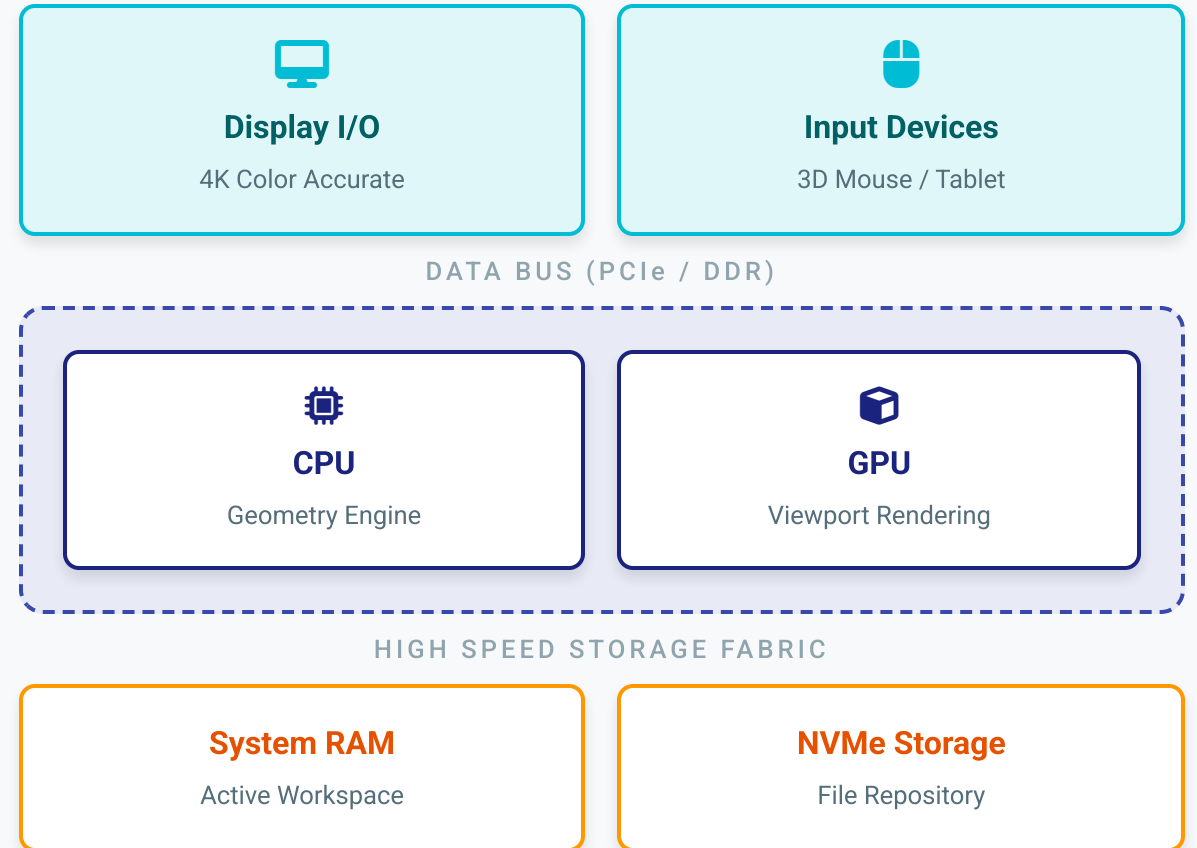 Display I/O
4K Color Accurate
Input Devices
3D Mouse / Tablet
DATA BUS (PCIe / DDR)
CPU
Geometry Engine
GPU
Viewport Rendering
HIGH SPEED STORAGE FABRIC
System RAM
Active Workspace
NVMe Storage
File Repository